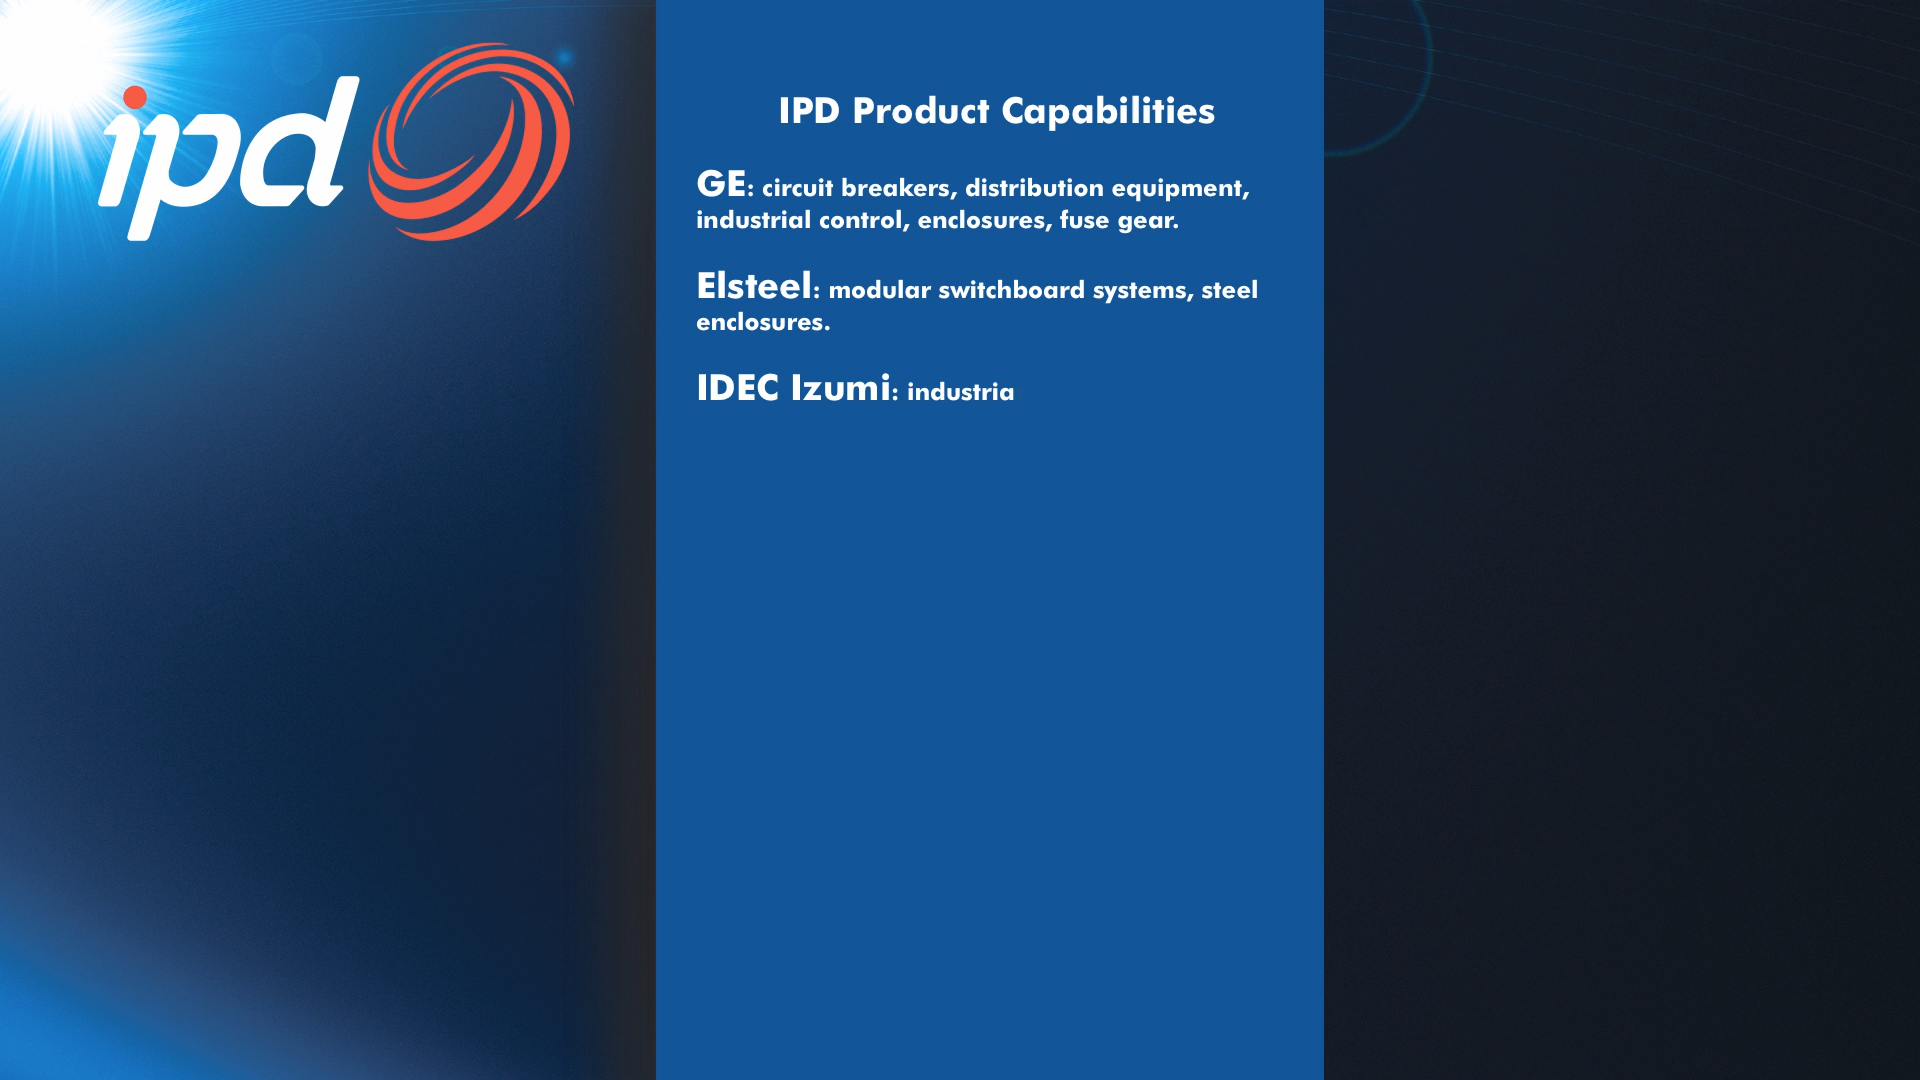 ipd
IPD Product Capabilities
GE: circuit breakers, distribution equipment,
industrial control, enclosures, fuse gear.
Elsteel: modular switchboard systems, steel
enclosures.
IDEC Izumi: industria